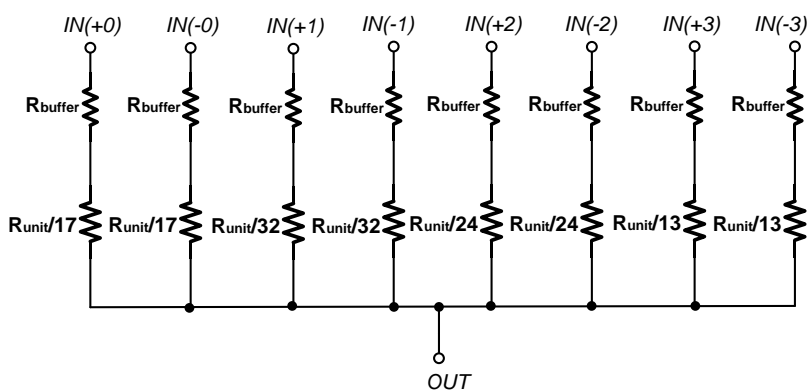 IN(+0) IN(-0) IN(+1) IN(-1) IN(+2) IN(-2) IN(+3) IN(-3)
Rbuffer Rbuffer Rbuffer Rbuffer Rbuffer Rbuffer Rbuffer Rbuffer
Runit/17 Runit/17 Runit/32 Runit/32 Runit/24 Runit/24 Runit/13 Runit/13
OUT